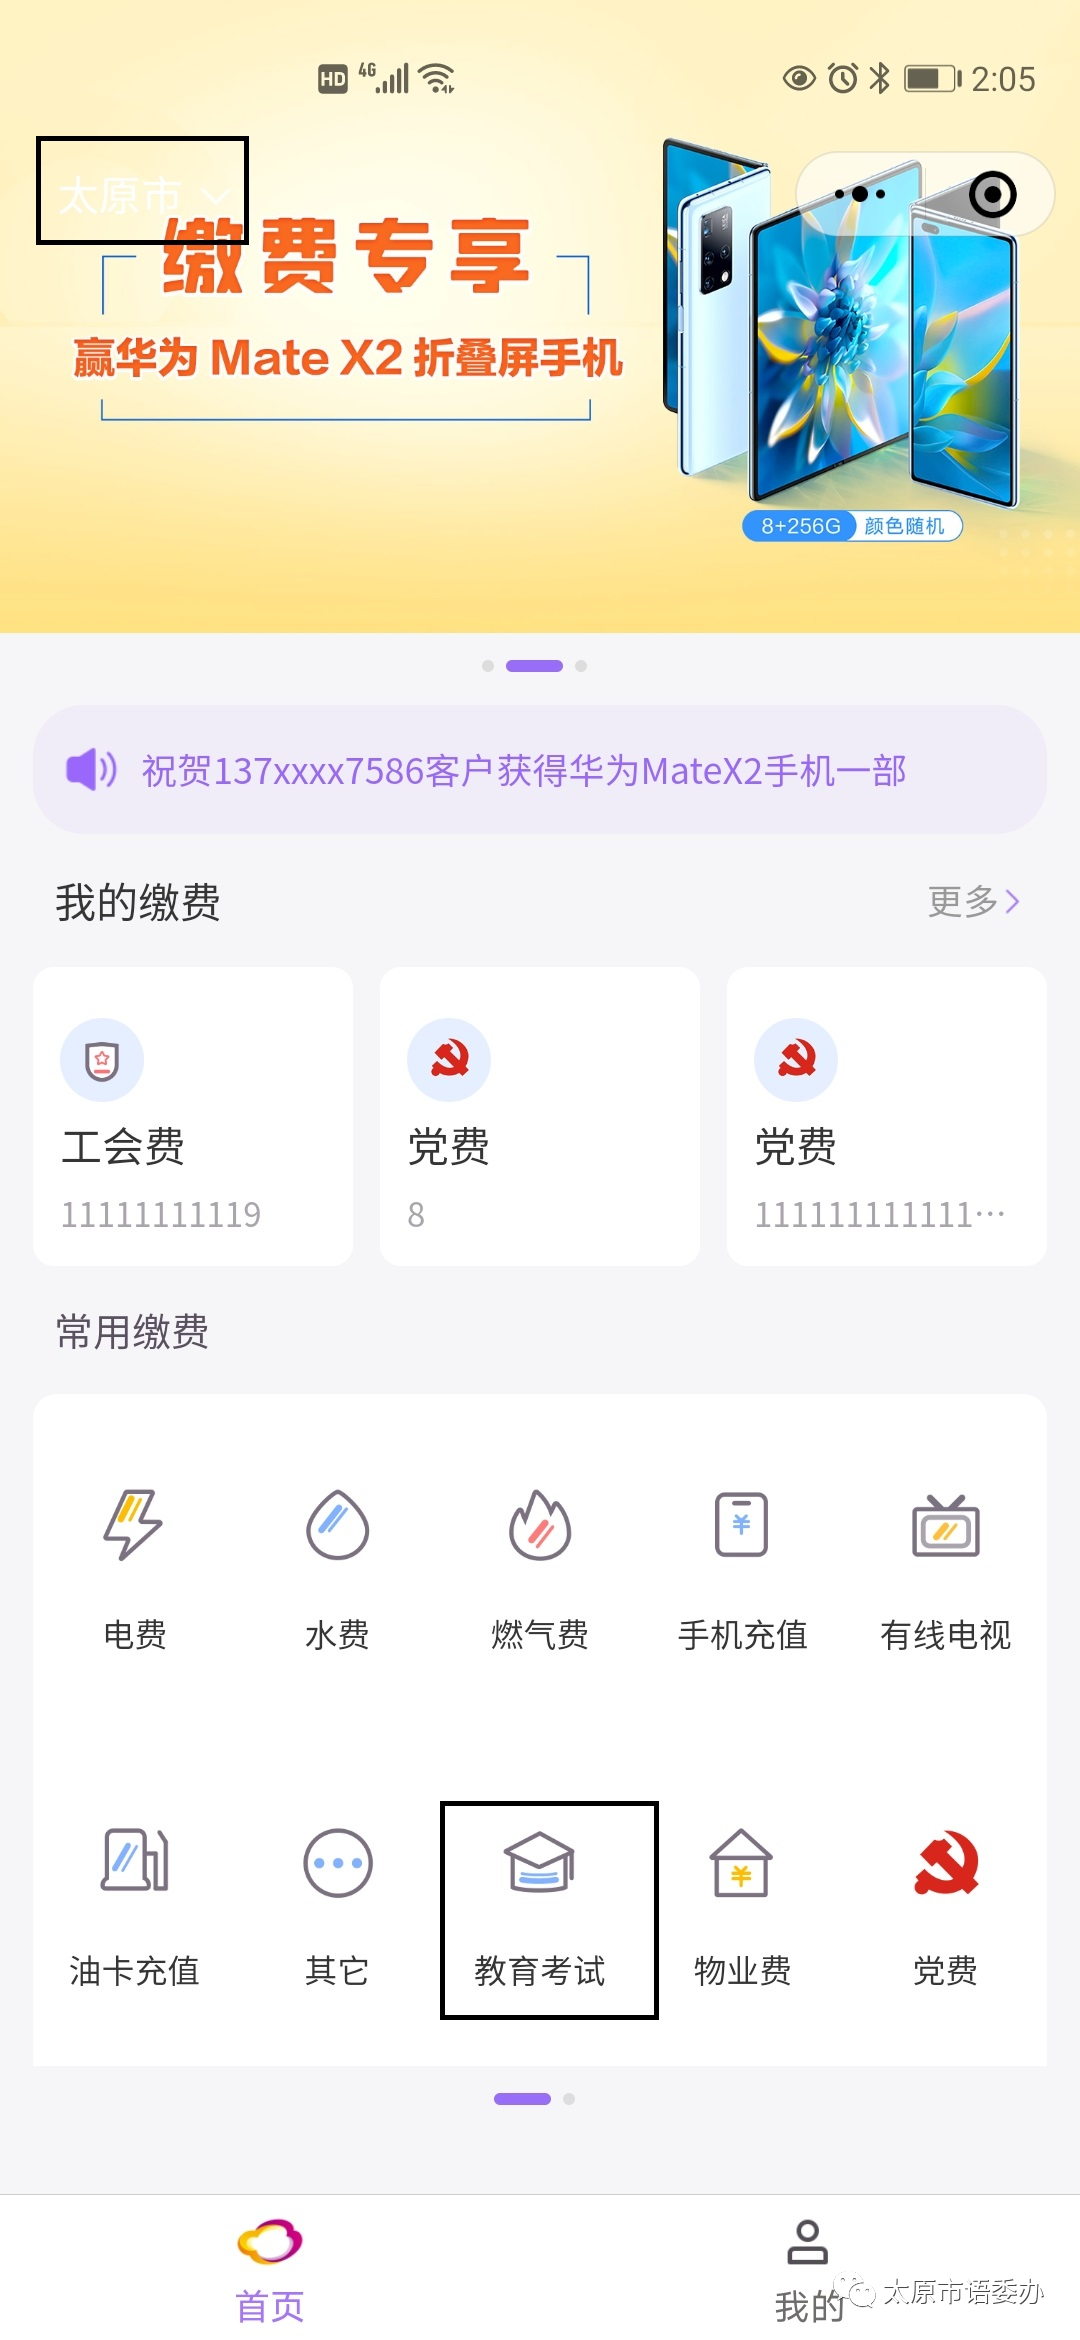 HD 4G 2:05
太原市
缴费专享
赢华为 Mate X2 折叠屏手机
8+256G 颜色随机
祝贺137xxxx7586客户获得华为MateX2手机一部
我的缴费 更多
工会费 党费 党费
11111111119 8 111111111111…
常用缴费
电费 水费 燃气费 手机充值 有线电视
¥ ¥
油卡充值 其它 教育考试 物业费 党费
首页 我的
太原市语委办